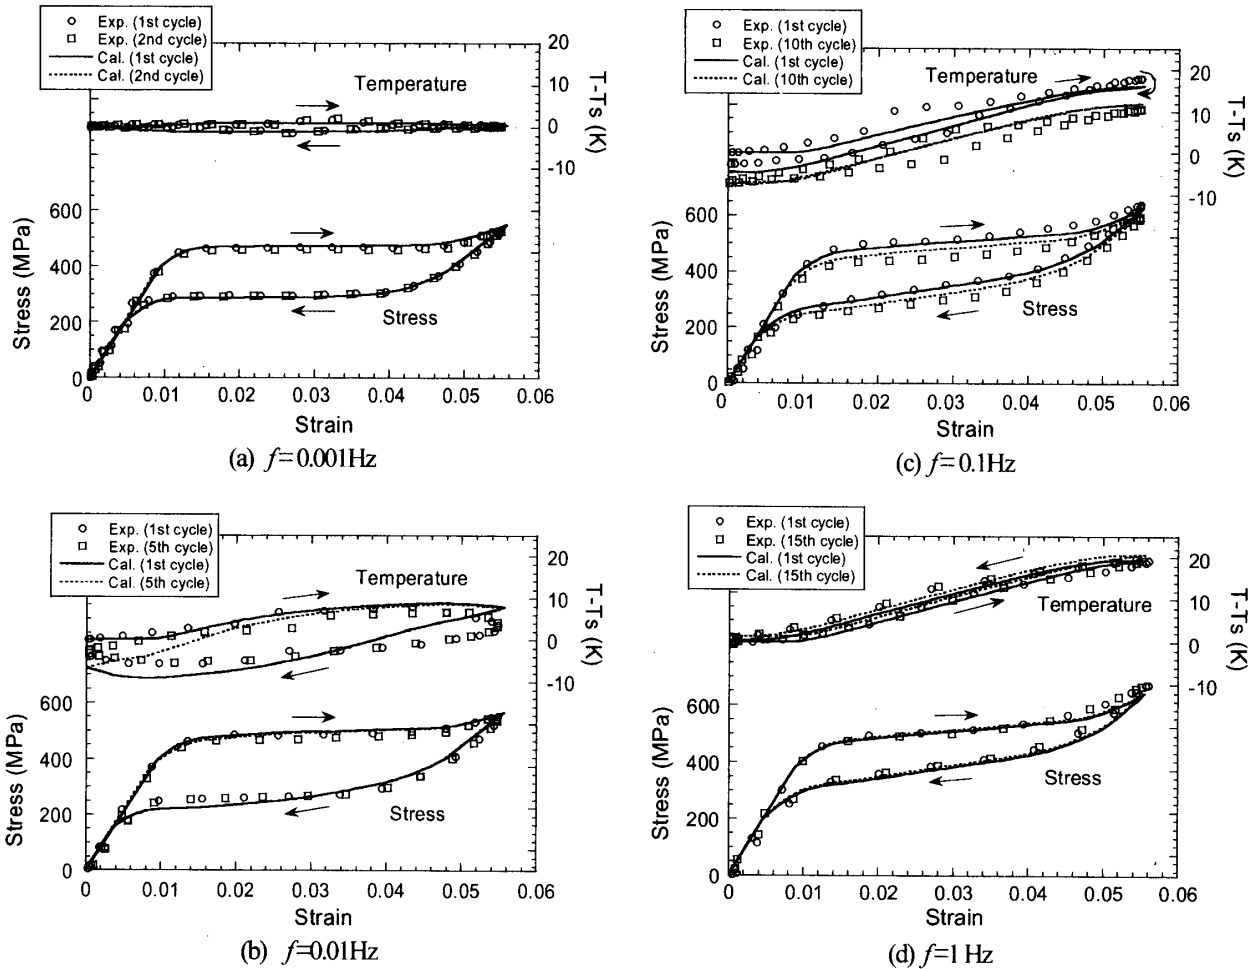 Exp. (1st cycle)
Exp. (2nd cycle)
Cal. (1st cycle)
Cal. (2nd cycle)
Temperature
20
10
0
-10
T-Ts (K)
Stress (MPa)
600
400
200
0
Stress
0 0.01 0.02 0.03 0.04 0.05 0.06
Strain
(a) f=0.001Hz
Exp. (1st cycle)
Exp. (10th cycle)
Cal. (1st cycle)
Cal. (10th cycle)
Temperature
20
10
0
-10
T-Ts (K)
Stress (MPa)
600
400
200
0
Stress
0 0.01 0.02 0.03 0.04 0.05 0.06
Strain
(c) f=0.1Hz
Exp. (1st cycle)
Exp. (5th cycle)
Cal. (1st cycle)
Cal. (5th cycle)
Temperature
20
10
0
-10
T-Ts (K)
Stress (MPa)
600
400
200
0
Stress
0 0.01 0.02 0.03 0.04 0.05 0.06
Strain
(b) f=0.01Hz
Exp. (1st cycle)
Exp. (15th cycle)
Cal. (1st cycle)
Cal. (15th cycle)
Temperature
20
10
0
-10
T-Ts (K)
Stress (MPa)
600
400
200
0
Stress
0 0.01 0.02 0.03 0.04 0.05 0.06
Strain
(d) f=1 Hz